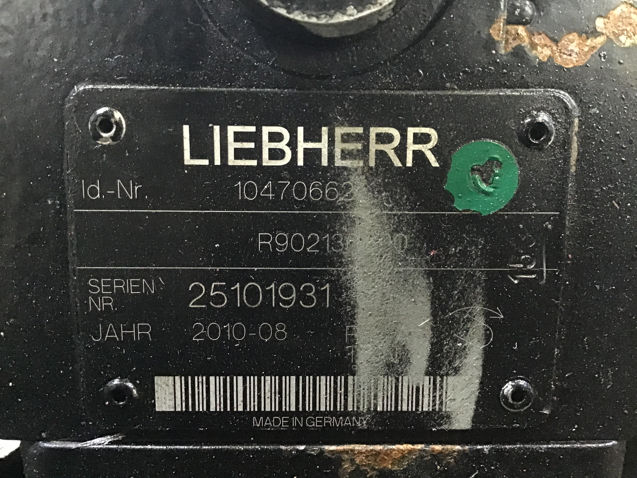 LIEBHERR
Id.-Nr.
SERIEN
NR. 25101931
JAHR 2010-08
MADE IN GERMANY